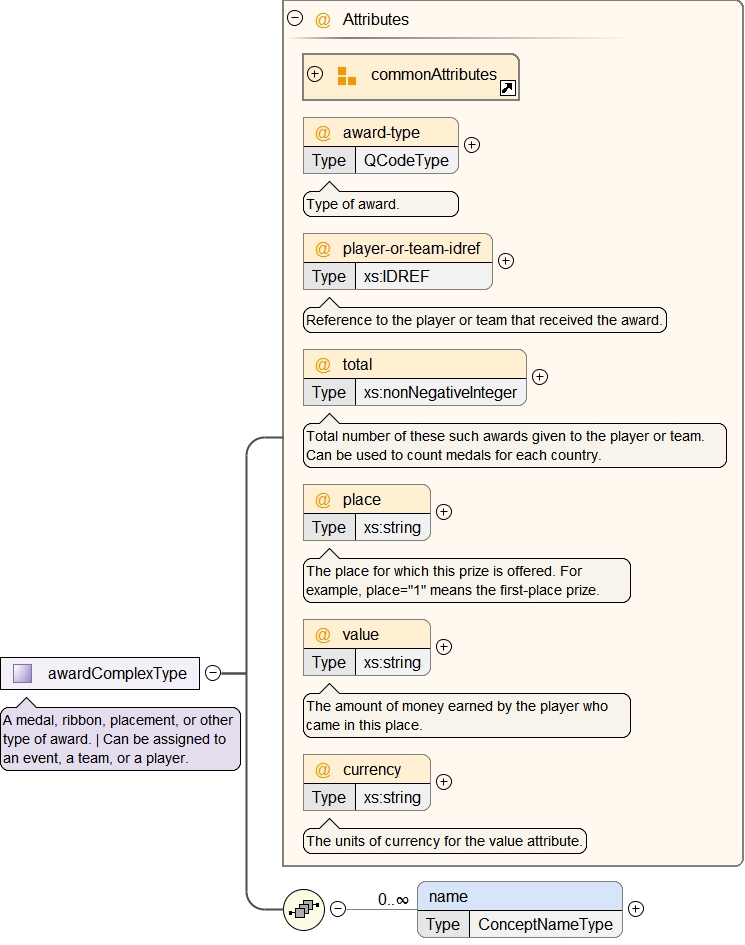 @ Attributes
commonAttributes
@ award-type
Type QCodeType
Type of award.
@ player-or-team-idref
Type xs:IDREF
Reference to the player or team that received the award.
@ total
Type xs:nonNegativeInteger
Total number of these such awards given to the player or team.
Can be used to count medals for each country.
@ place
Type xs:string
The place for which this prize is offered. For
example, place="1" means the first-place prize.
@ value
Type xs:string
The amount of money earned by the player who
came in this place.
@ currency
Type xs:string
The units of currency for the value attribute.
awardComplexType
A medal, ribbon, placement, or other
type of award. | Can be assigned to
an event, a team, or a player.
0..∞
name
Type ConceptNameType